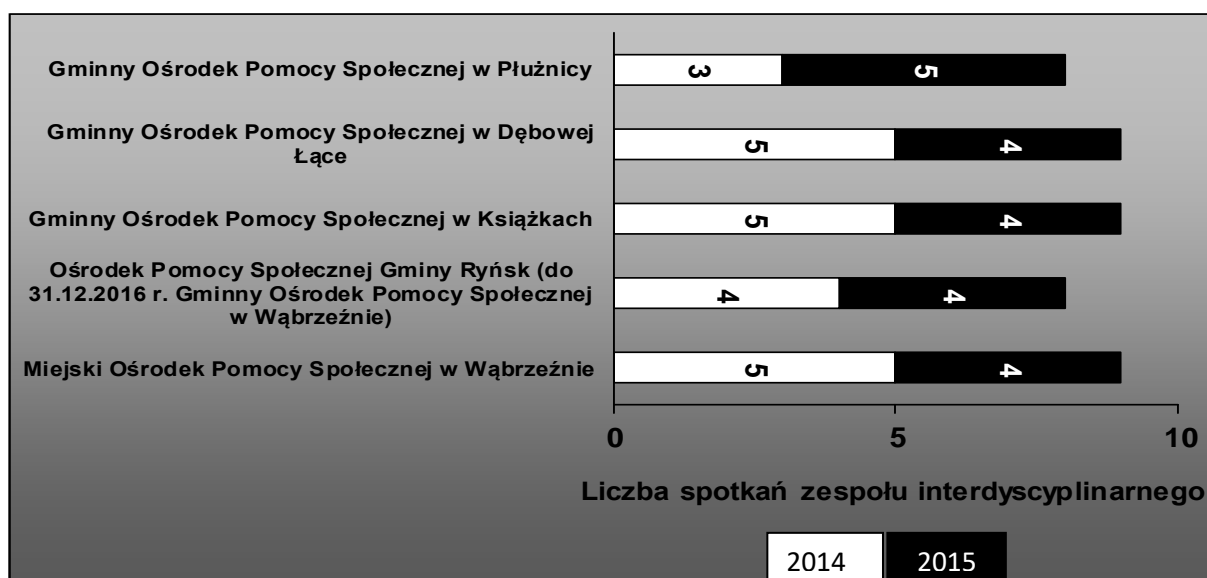 Gminny Ośrodek Pomocy Społecznej w Płużnicy
3 5
Gminny Ośrodek Pomocy Społecznej w Dębowej
Łące
5 4
Gminny Ośrodek Pomocy Społecznej w Książkach
5 4
Ośrodek Pomocy Społecznej Gminy Ryńsk (do
31.12.2016 r. Gminny Ośrodek Pomocy Społecznej
w Wąbrzeźnie)
4 4
Miejski Ośrodek Pomocy Społecznej w Wąbrzeźnie
5 4
0 5 10
Liczba spotkań zespołu interdyscyplinarnego
2014 2015